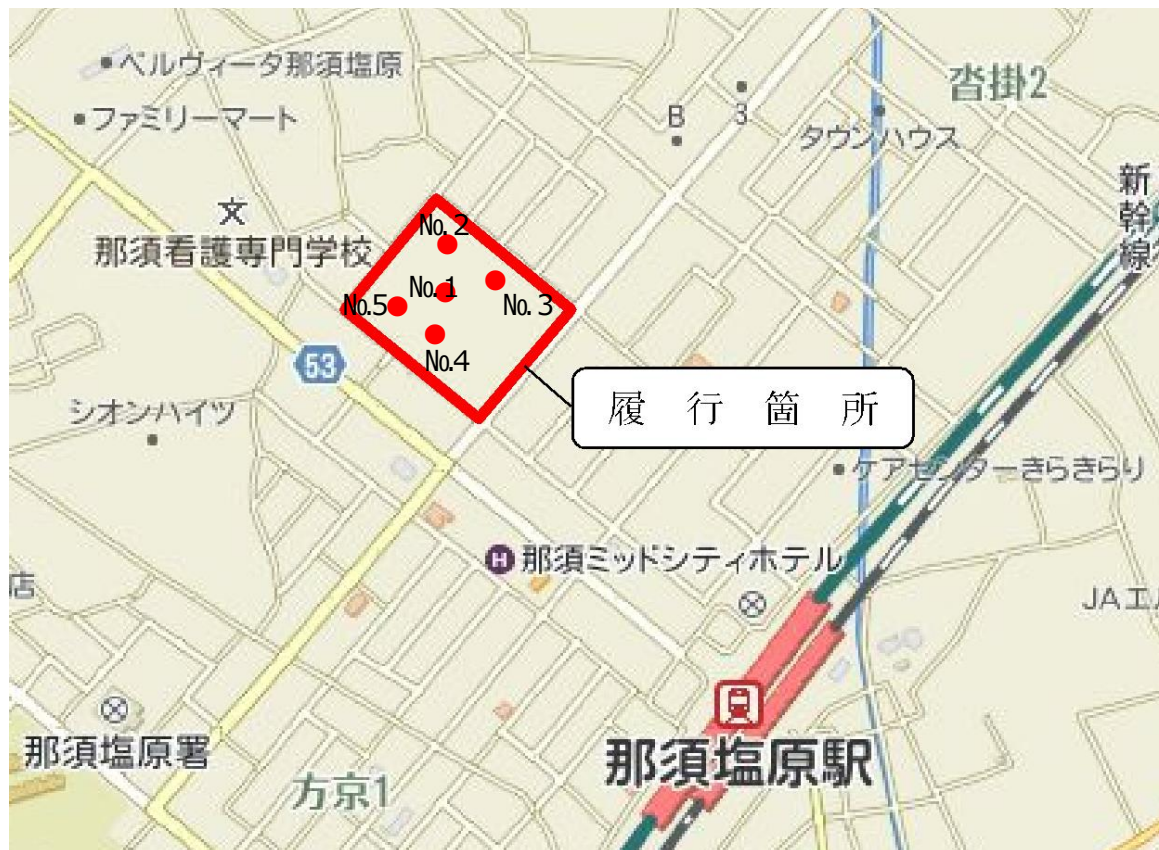 ベルヴィータ那須塩原
ファミリーマート
沓掛2
B
3
タウンハウス
新幹線
文
那須看護専門学校
No.2
No.1
No.3
No.5
No.4
53
履行箇所
シオンハイツ
ケアセンターきらきらり
H
那須ミッドシティホテル
店
JAエ
那須塩原署
那須塩原駅
方京1